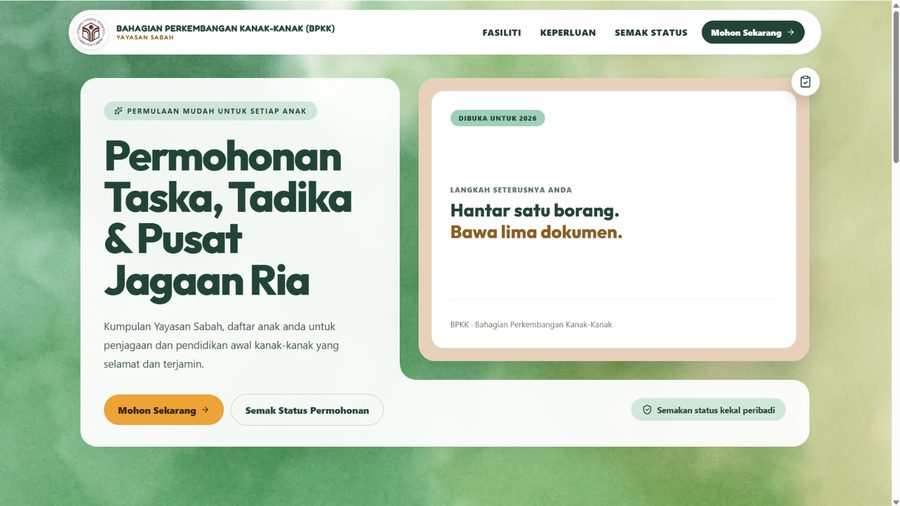 BAHAGIAN PERKEMBANGAN KANAK-KANAK (BPKK)
YAYASAN SABAH
FASILITI
KEPERLUAN
SEMAK STATUS
Mohon Sekarang
PERMULAAN MUDAH UNTUK SETIAP ANAK
Permohonan
Taska, Tadika
& Pusat
Jagaan Ria
Kumpulan Yayasan Sabah, daftar anak anda untuk
penjagaan dan pendidikan awal kanak-kanak yang
selamat dan terjamin.
Mohon Sekarang
Semak Status Permohonan
DIBUKA UNTUK 2026
LANGKAH SETERUSNYA ANDA
Hantar satu borang.
Bawa lima dokumen.
BPKK · Bahagian Perkembangan Kanak-Kanak
Semakan status kekal peribadi